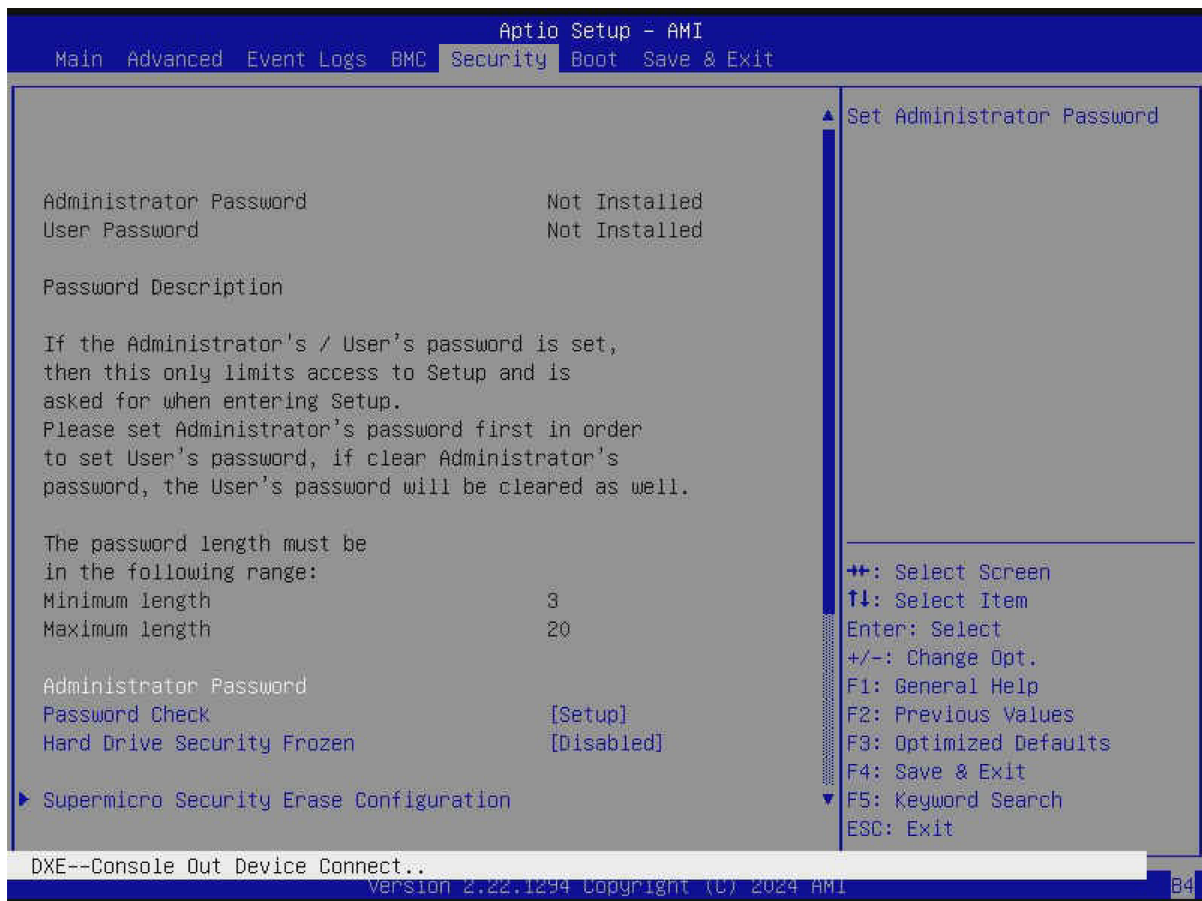 Aptio Setup – AMI
Main Advanced Event Logs BMC Security Boot Save & Exit
Set Administrator Password
Administrator Password Not Installed
User Password Not Installed
Password Description
If the Administrator's / User's password is set,
then this only limits access to Setup and is
asked for when entering Setup.
Please set Administrator's password first in order
to set User's password, if clear Administrator's
password, the User's password will be cleared as well.
The password length must be
in the following range:
Minimum length 3
Maximum length 20
Administrator Password
Password Check [Setup]
Hard Drive Security Frozen [Disabled]
Supermicro Security Erase Configuration
→←: Select Screen
↑↓: Select Item
Enter: Select
+/-: Change Opt.
F1: General Help
F2: Previous Values
F3: Optimized Defaults
F4: Save & Exit
F5: Keyword Search
ESC: Exit
DXE--Console Out Device Connect..
Version 2.22.1294 Copyright (C) 2024 AMI
B4